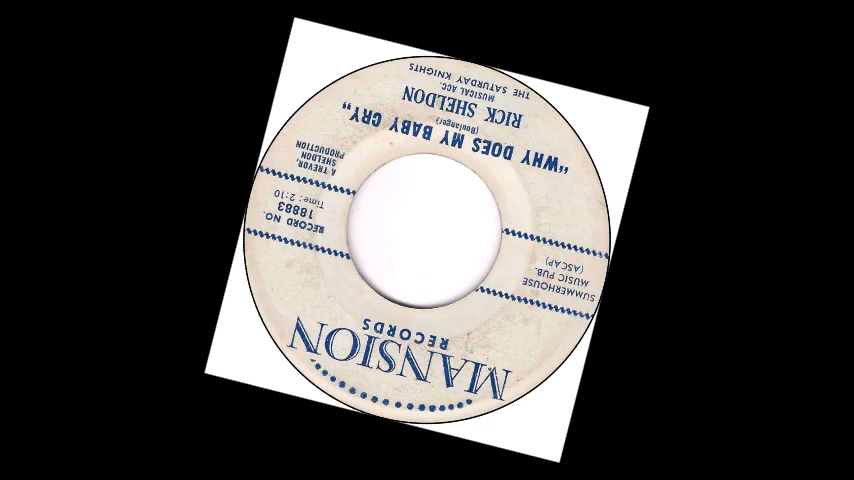 MANSION
RECORDS
SUMMERHOUSE
MUSIC PUB.
(ASCAP)
RECORD NO.
18883
Time: 2:10
A TREVOR,
SHELDON
PRODUCTION
"WHY DOES MY BABY CRY"
(Boulanger)
RICK SHELDON
MUSICAL ACC.
THE SATURDAY KNIGHTS